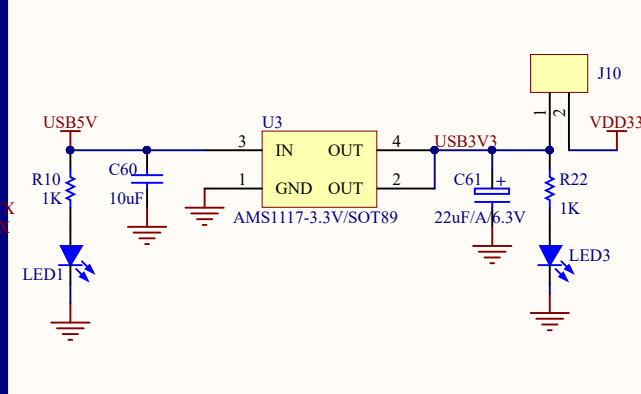 J10
1
2
VDD33
USB5V
U3
3
IN
OUT
4
USB3V3
R10
1K
C60
10uF
1
GND
OUT
2
C61
+
R22
1K
X
X
AMS1117-3.3V/SOT89
22uF/A/6.3V
LED1
LED3